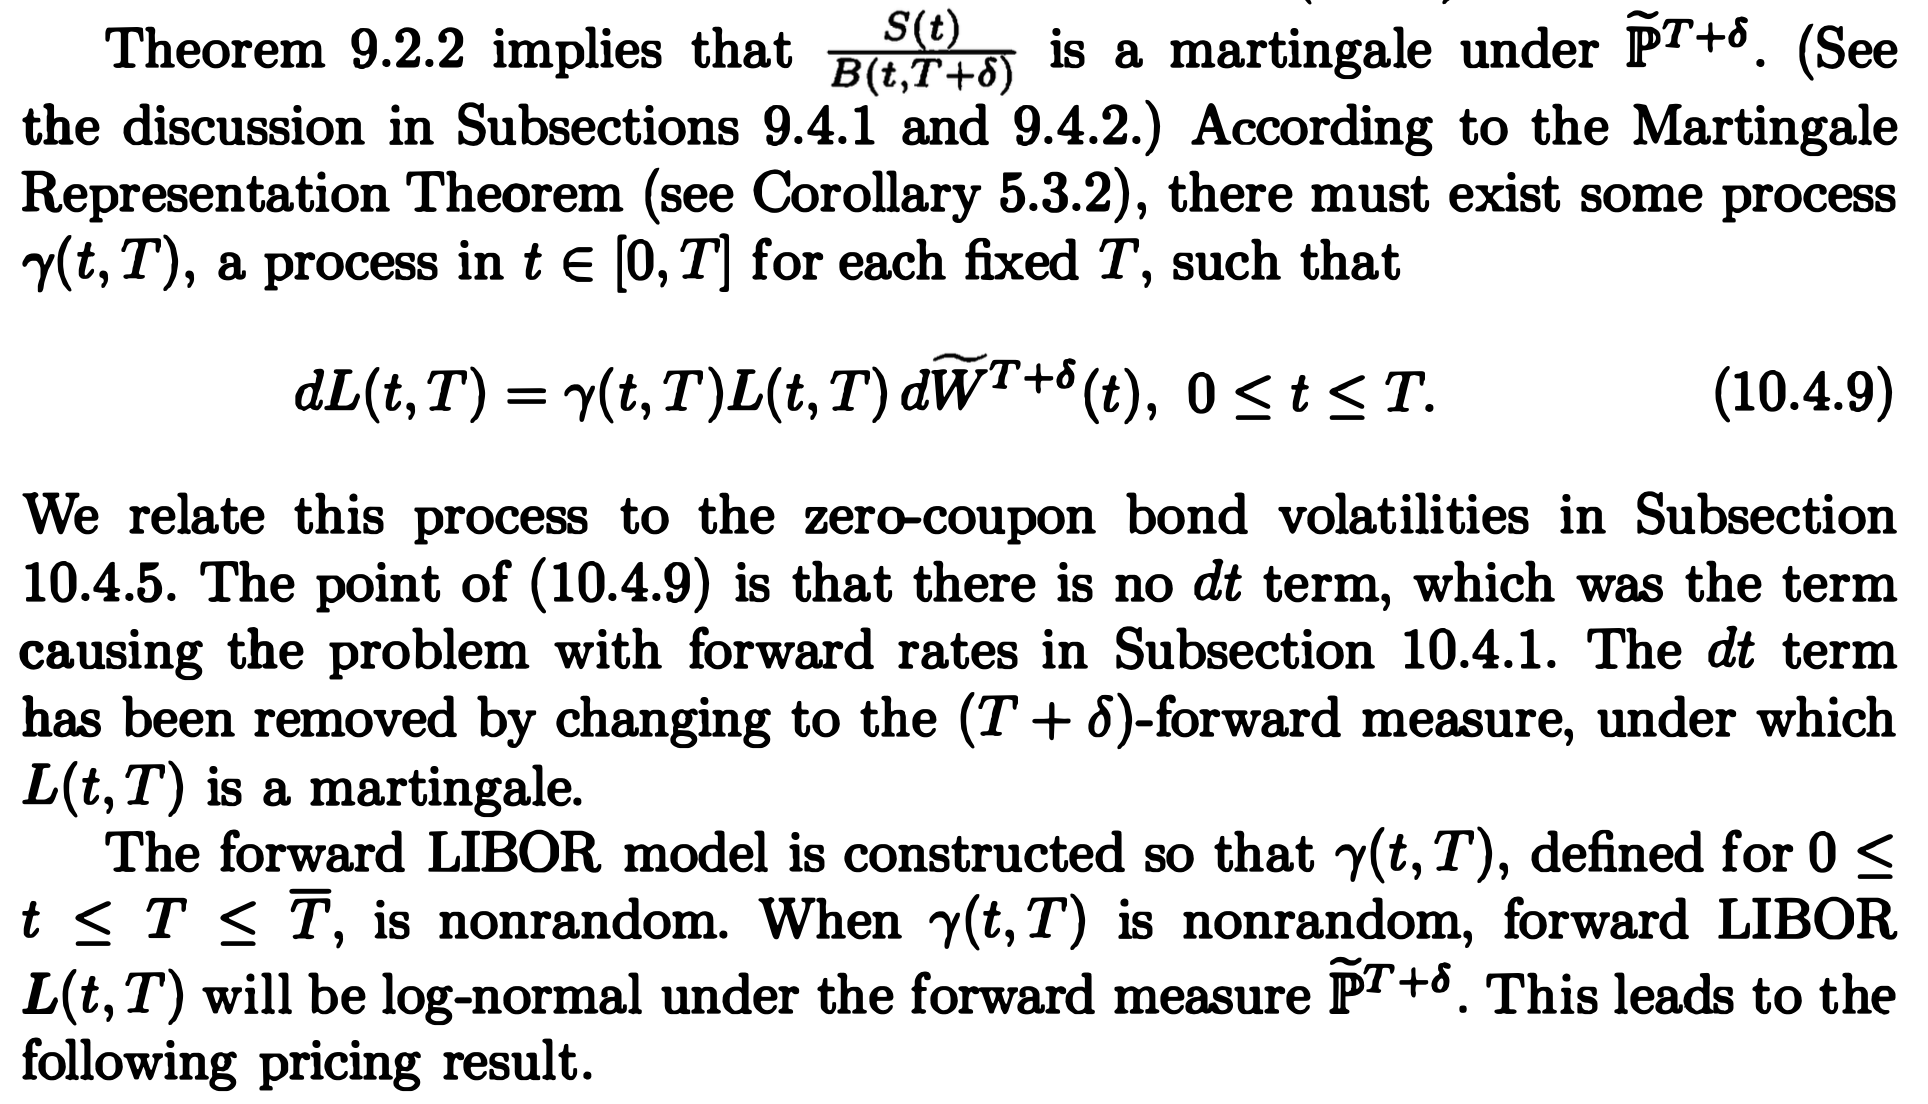 Theorem 9.2.2 implies that \frac{S(t)}{B(t,T+δ)} is a martingale under \widetilde{ℙ}^{T+δ}. (See
the discussion in Subsections 9.4.1 and 9.4.2.) According to the Martingale
Representation Theorem (see Corollary 5.3.2), there must exist some process
γ(t, T), a process in t ∈ [0, T] for each fixed T, such that
dL(t, T) = γ(t, T)L(t, T) d\widetilde{W}^{T+δ}(t), 0 ≤ t ≤ T. (10.4.9)
We relate this process to the zero-coupon bond volatilities in Subsection
10.4.5. The point of (10.4.9) is that there is no dt term, which was the term
causing the problem with forward rates in Subsection 10.4.1. The dt term
has been removed by changing to the (T + δ)-forward measure, under which
L(t, T) is a martingale.
The forward LIBOR model is constructed so that γ(t, T), defined for 0 ≤
t ≤ T ≤ \overline{T}, is nonrandom. When γ(t, T) is nonrandom, forward LIBOR
L(t, T) will be log-normal under the forward measure \widetilde{ℙ}^{T+δ}. This leads to the
following pricing result.